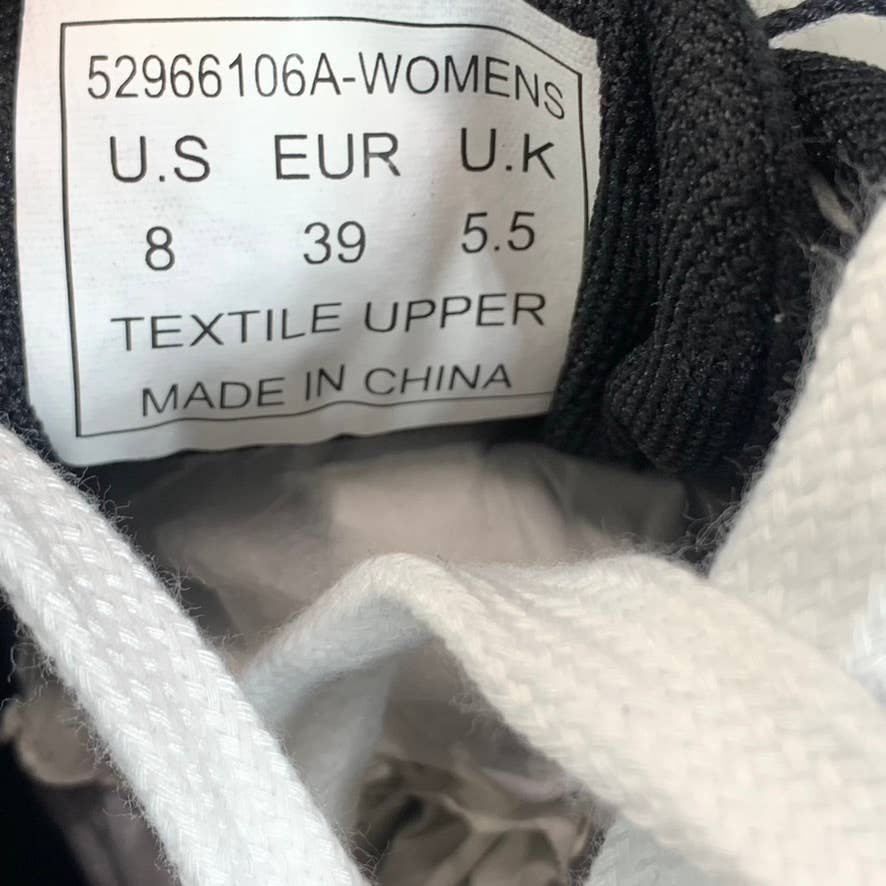 52966106A-WOMENS
U.S EUR U.K
8 39 5.5
TEXTILE UPPER
MADE IN CHINA